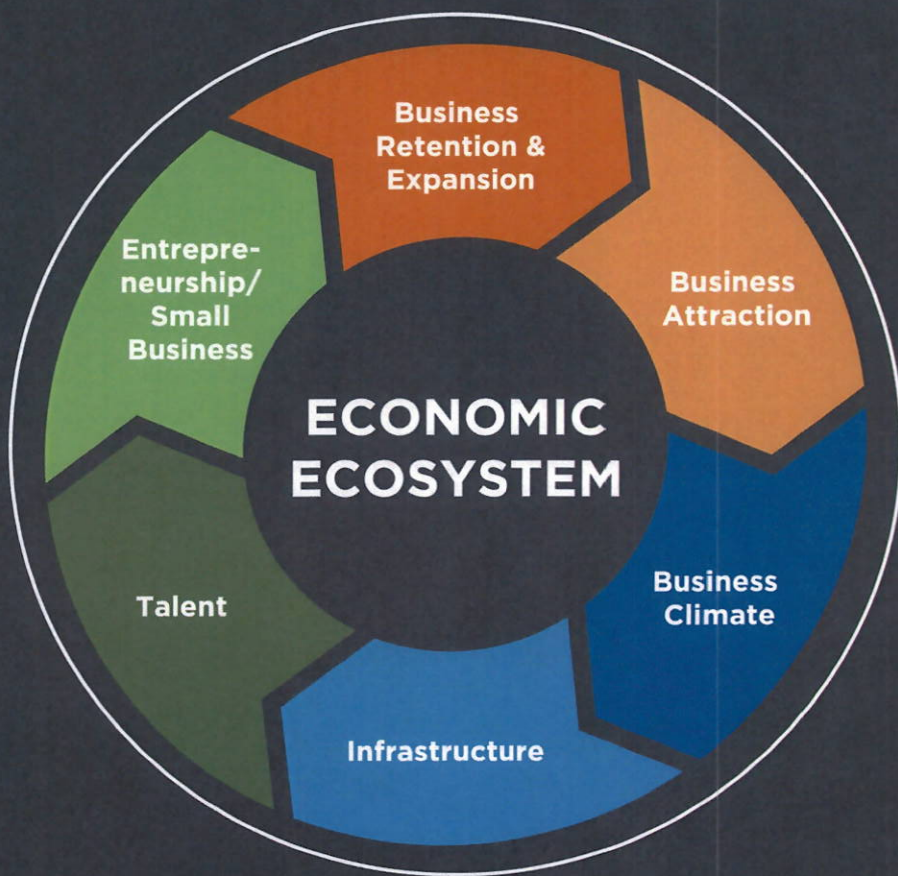 Business
Retention &
Expansion
Business
Attraction
Business
Climate
Infrastructure
Talent
Entrepre-
neurship/
Small
Business
ECONOMIC
ECOSYSTEM